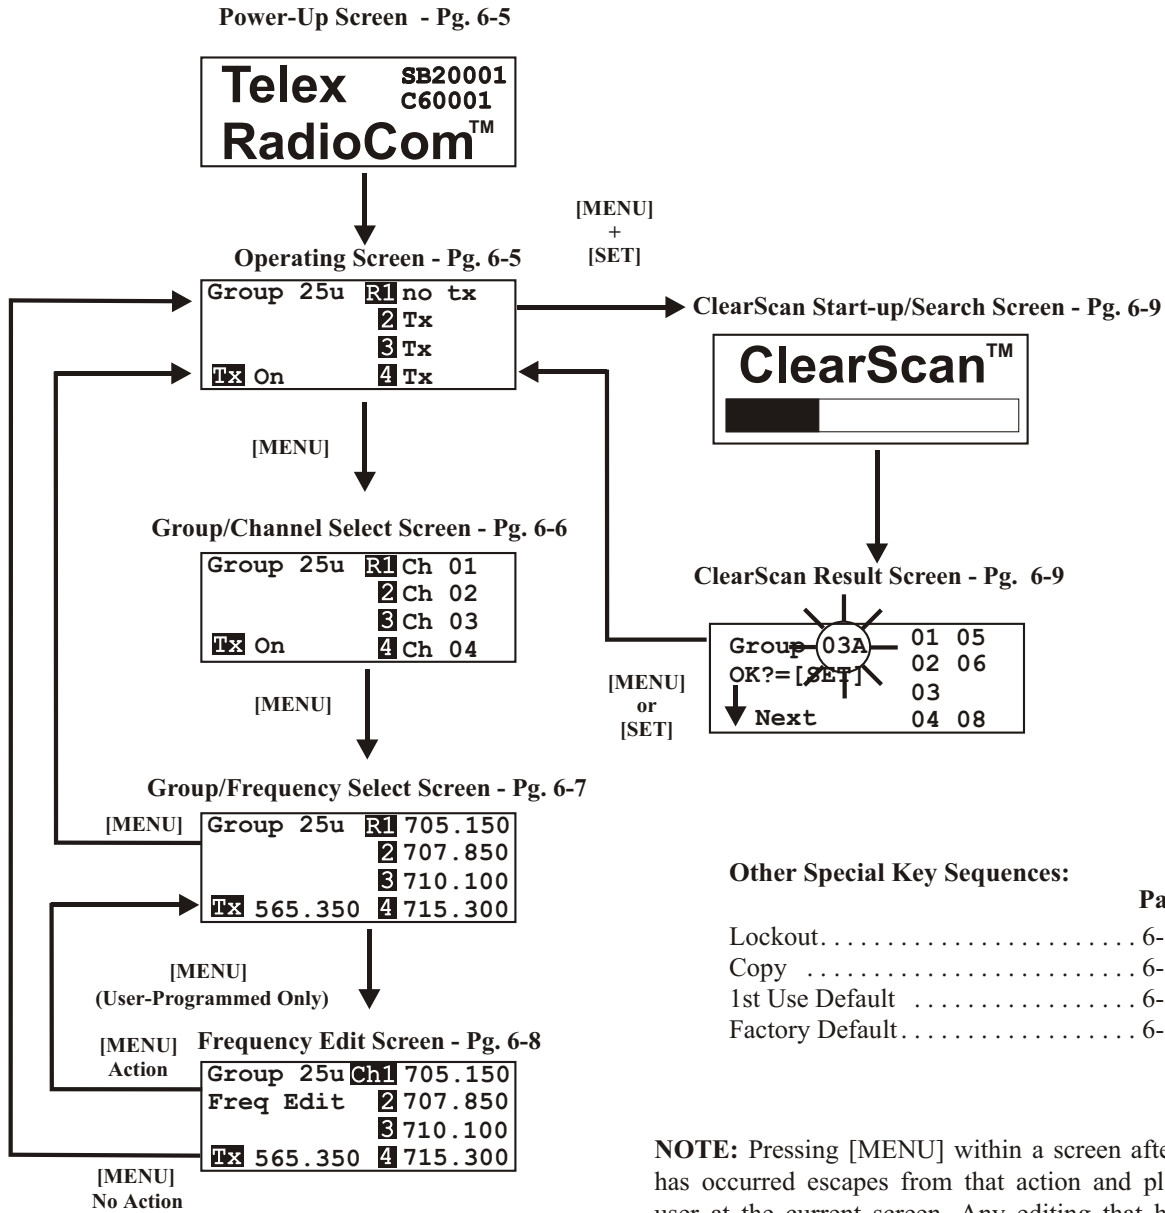 Power-Up Screen - Pg. 6-5
Telex SB20001
C60001
RadioCom™
[MENU]
+
[SET]
Operating Screen - Pg. 6-5
Group 25u R1 no tx
2 Tx
3 Tx
Tx On 4 Tx
ClearScan Start-up/Search Screen - Pg. 6-9
ClearScan™
[MENU]
Group/Channel Select Screen - Pg. 6-6
Group 25u R1 Ch 01
2 Ch 02
3 Ch 03
Tx On 4 Ch 04
ClearScan Result Screen - Pg. 6-9
Group 03A 01 05
OK?=[SET] 02 06
03
Next 04 08
[MENU]
or
[SET]
[MENU]
Group/Frequency Select Screen - Pg. 6-7
[MENU]
Group 25u R1 705.150
2 707.850
3 710.100
Tx 565.350 4 715.300
[MENU]
(User-Programmed Only)
Frequency Edit Screen - Pg. 6-8
[MENU]
Action
Group 25u Ch1 705.150
Freq Edit 2 707.850
3 710.100
Tx 565.350 4 715.300
[MENU]
No Action
Other Special Key Sequences:
Pa
Lockout. . . . . . . . . . . . . . . . . . . . . . . . 6-
Copy . . . . . . . . . . . . . . . . . . . . . . . . . 6-
1st Use Default . . . . . . . . . . . . . . . . . 6-
Factory Default. . . . . . . . . . . . . . . . . . 6-
NOTE: Pressing [MENU] within a screen afte
has occurred escapes from that action and pl
user at the current screen. Any editing that h